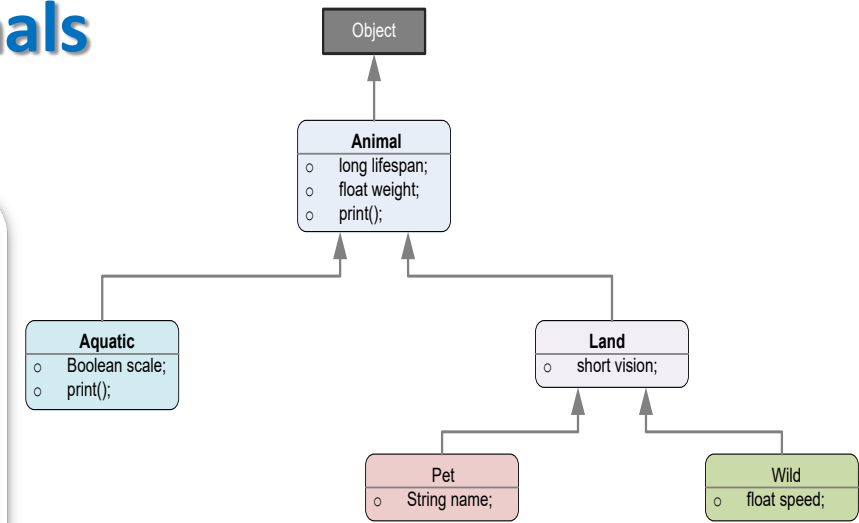 als
Object
Animal
o long lifespan;
o float weight;
o print();
Aquatic
o Boolean scale;
o print();
Land
o short vision;
Pet
o String name;
Wild
o float speed;